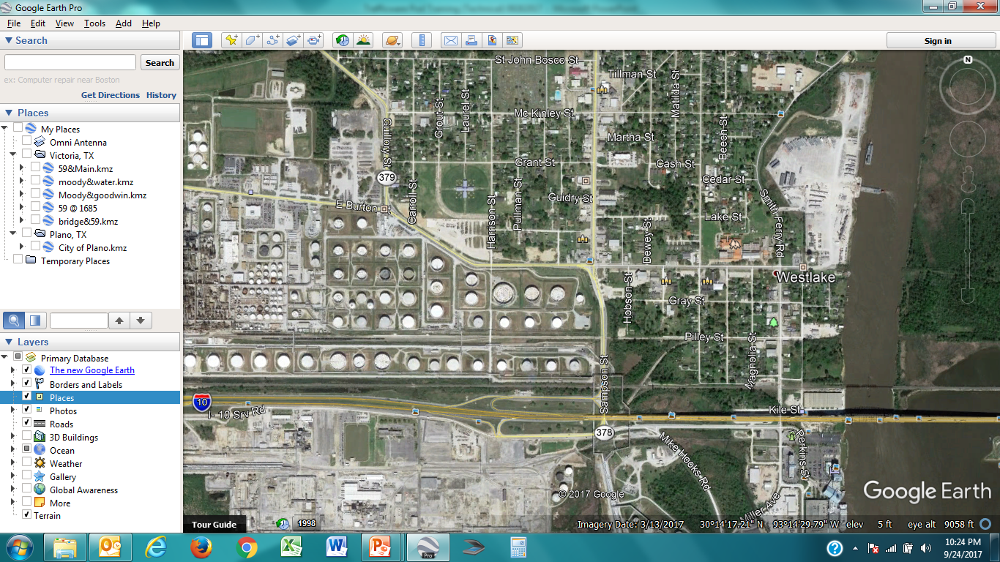 Google Earth Pro
File Edit View Tools Add Help
Search
Search
ex: Computer repair near Boston
Get Directions History
Places
My Places
Omni Antenna
Victoria, TX
59&Main.kmz
moody&water.kmz
Moody&goodwin.kmz
59 @ 1685
bridge&59.kmz
Plano, TX
City of Plano.kmz
Temporary Places
Layers
Primary Database
The new Google Earth
Borders and Labels
Places
Photos
Roads
3D Buildings
Ocean
Weather
Gallery
Global Awareness
More
Terrain
Sign in
N
St John Bosco St
Tillman St
Matilda St
Grout St
Laurel St
Mc Kinley St
Guillory St
Martha St
Beech St
Grant St
Cash St
379
Cedar St
Carroll St
Harrison St
Pullman St
Guidry St
E Burton St
Smith Ferry Rd
Lake St
Dewey St
Westlake
Hobson St
Gray St
Pilley St
Magnolia St
Sampson St
10
I- 10 Srv Rd
Kile St
378
Mike Hooks Rd
Perkins St
Miller Ave
© 2017 Google
Google Earth
Tour Guide
1998
Imagery Date: 3/13/2017 30°14'17.21" N 93°14'29.79" W elev 5 ft eye alt 9058 ft
Pro
10:24 PM
9/24/2017